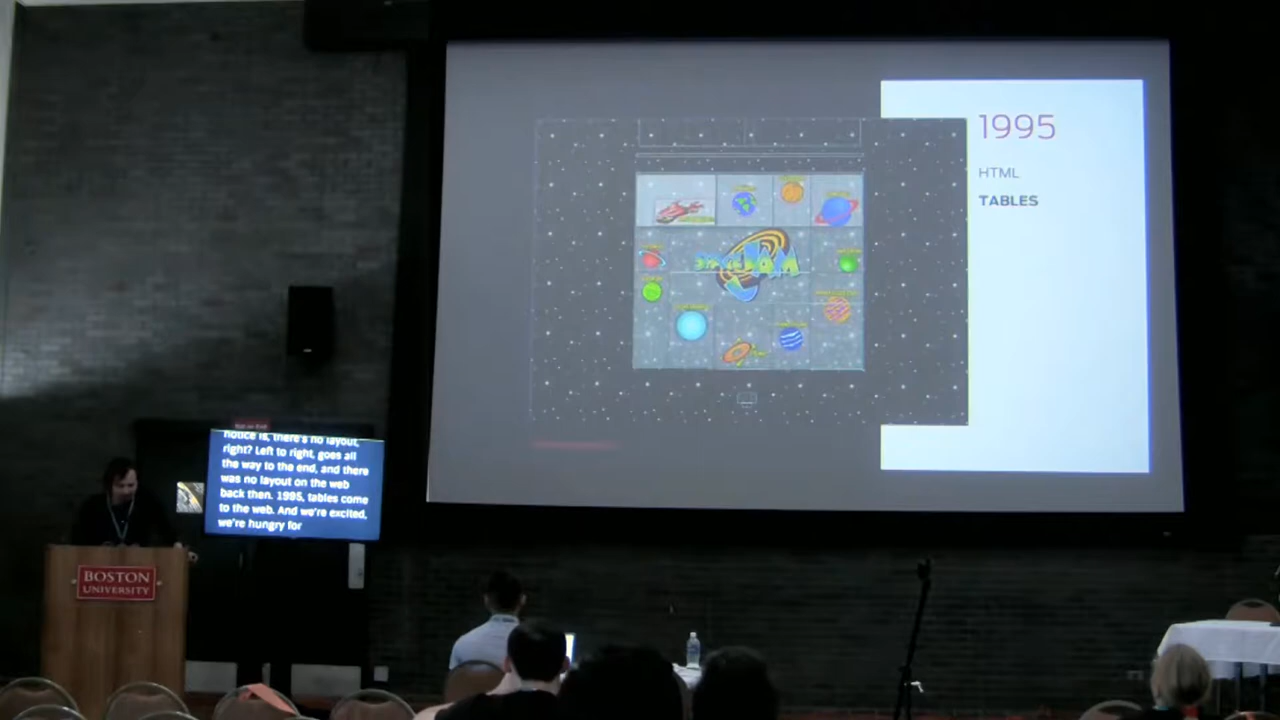 1995
HTML
TABLES
JAM
notice is, there's no layout,
right? Left to right, goes all
the way to the end, and there
was no layout on the web
back then. 1995, tables come
to the web. And we're excited,
we're hungry for
BOSTON
UNIVERSITY